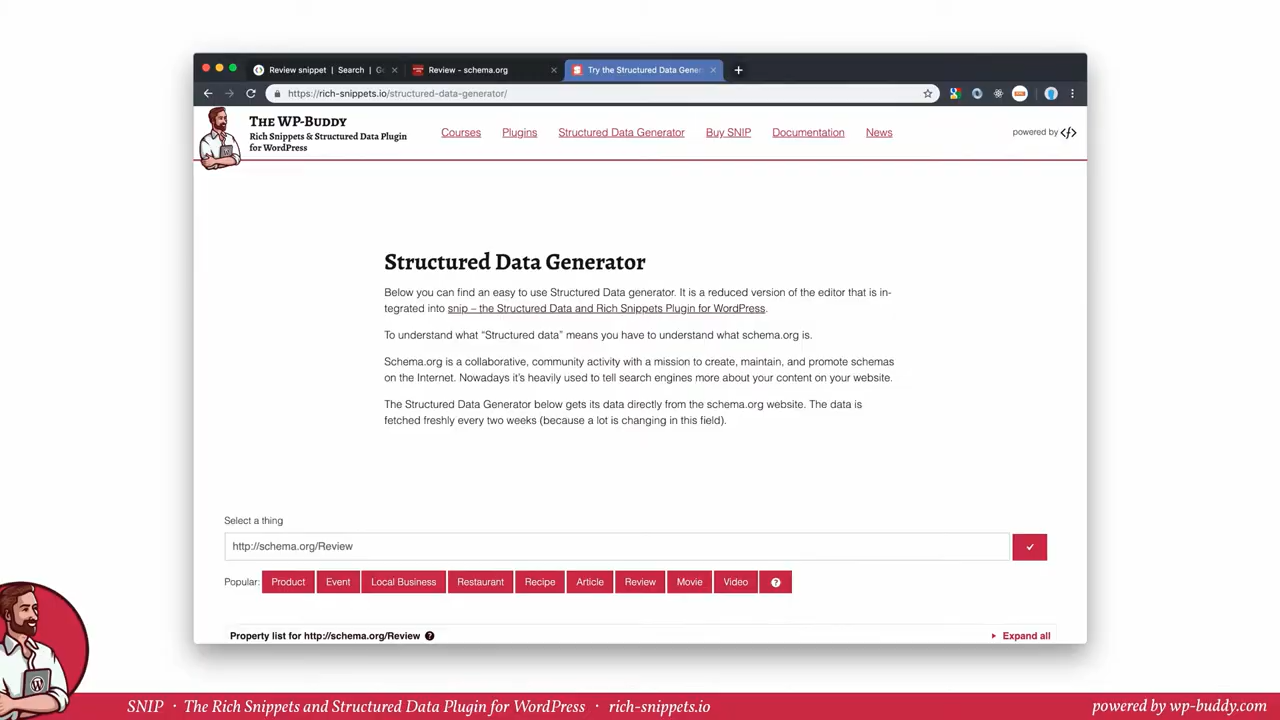 Review snippet | Search | G
Review - schema.org
Try the Structured Data Gener
https://rich-snippets.io/structured-data-generator/
The WP-Buddy
Rich Snippets & Structured Data Plugin
for WordPress
Courses Plugins Structured Data Generator Buy SNIP Documentation News
powered by
Structured Data Generator
Below you can find an easy to use Structured Data generator. It is a reduced version of the editor that is in-
tegrated into snip – the Structured Data and Rich Snippets Plugin for WordPress.
To understand what “Structured data” means you have to understand what schema.org is.
Schema.org is a collaborative, community activity with a mission to create, maintain, and promote schemas
on the Internet. Nowadays it’s heavily used to tell search engines more about your content on your website.
The Structured Data Generator below gets its data directly from the schema.org website. The data is
fetched freshly every two weeks (because a lot is changing in this field).
Select a thing
http://schema.org/Review
Popular: Product Event Local Business Restaurant Recipe Article Review Movie Video ?
Property list for http://schema.org/Review ?
Expand all
SNIP · The Rich Snippets and Structured Data Plugin for WordPress · rich-snippets.io
powered by wp-buddy.com